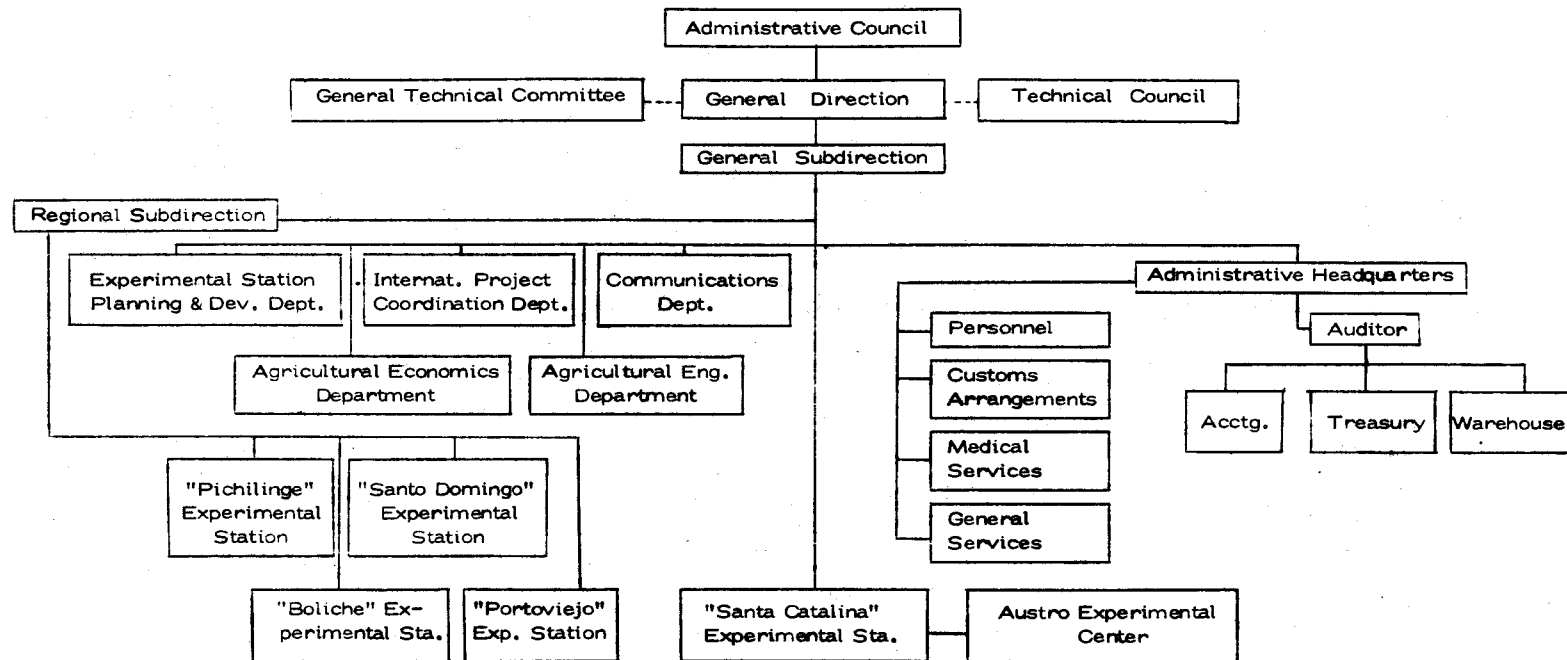 Administrative Council
General Technical Committee
General Direction
Technical Council
General Subdirection
Regional Subdirection
Experimental Station
Planning & Dev. Dept.
Internat. Project
Coordination Dept.
Communications
Dept.
Administrative Headquarters
Agricultural Economics
Department
Agricultural Eng.
Department
Personnel
Customs
Arrangements
Medical
Services
General
Services
Auditor
Acctg.
Treasury
Warehouse
"Pichilinge"
Experimental
Station
"Santo Domingo"
Experimental
Station
"Boliche" Ex-
perimental Sta.
"Portoviejo"
Exp. Station
"Santa Catalina"
Experimental Sta.
Austro Experimental
Center